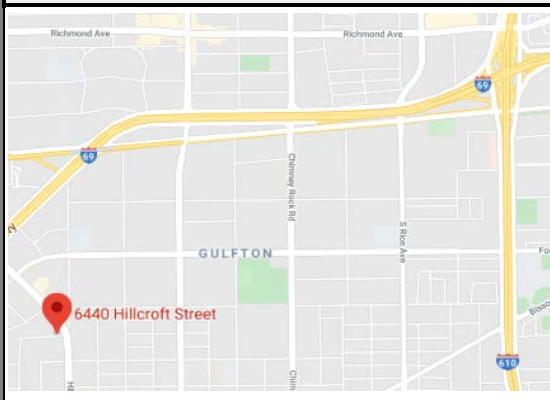 Richmond Ave
Richmond Ave
69
69
Chimney Rock Rd
S Rice Ave
GULFTON
6440 Hillcroft Street
610